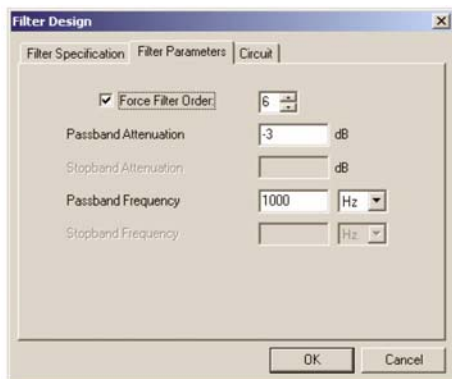 Filter Design
Filter Specification Filter Parameters Circuit
Force Filter Order: 6
Passband Attenuation -3 dB
Stopband Attenuation dB
Passband Frequency 1000 Hz
Stopband Frequency Hz
OK Cancel